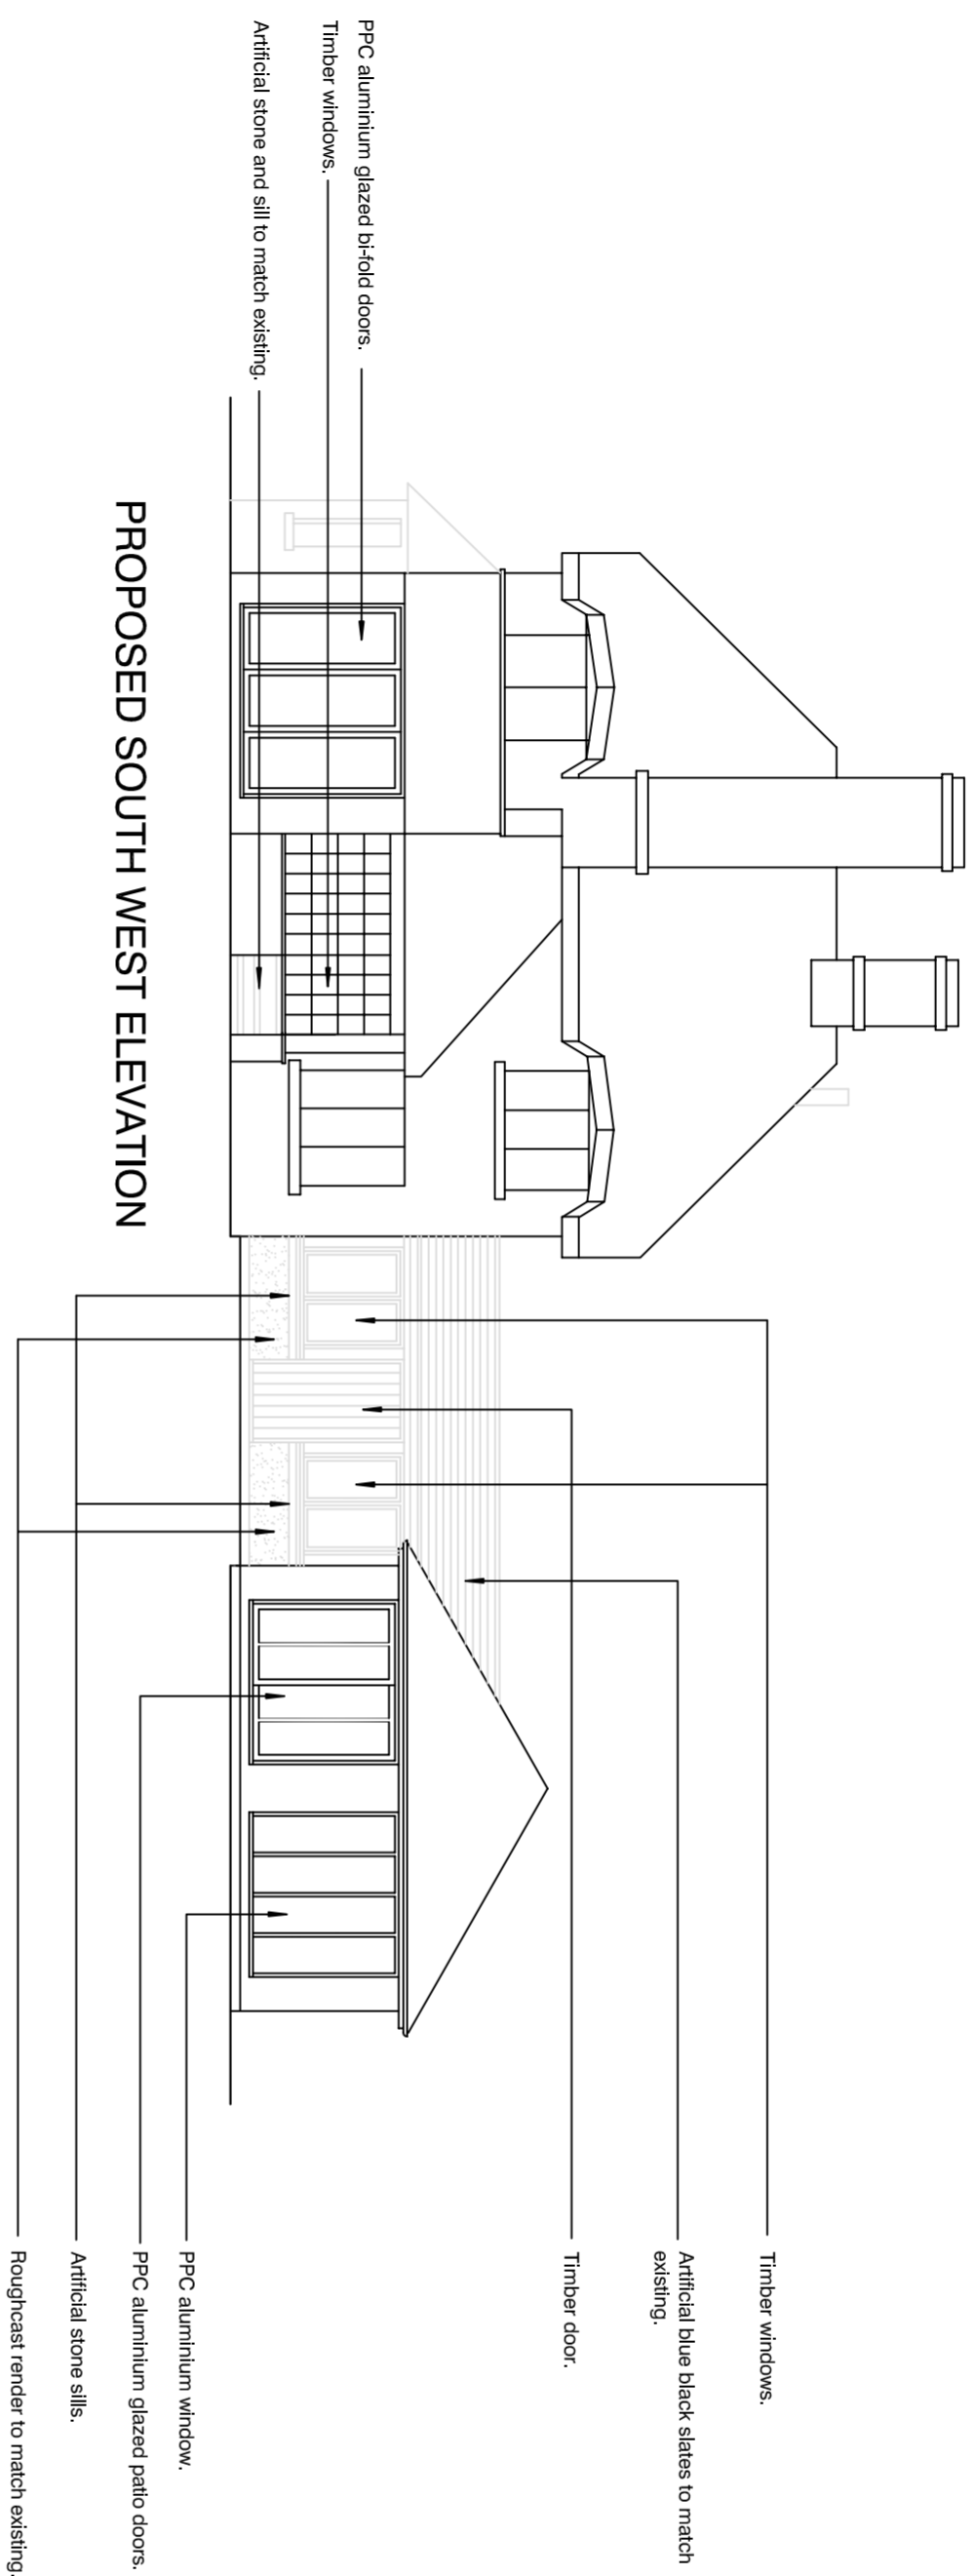 PPC aluminium glazed bi-fold doors.
Timber windows.
Artificial stone and sill to match existing.
Timber windows.
Artificial blue black slates to match
existing.
Timber door.
PPC aluminium window.
PPC aluminium glazed patio doors.
Artificial stone sills.
Roughcast render to match existing.
PROPOSED SOUTH WEST ELEVATION